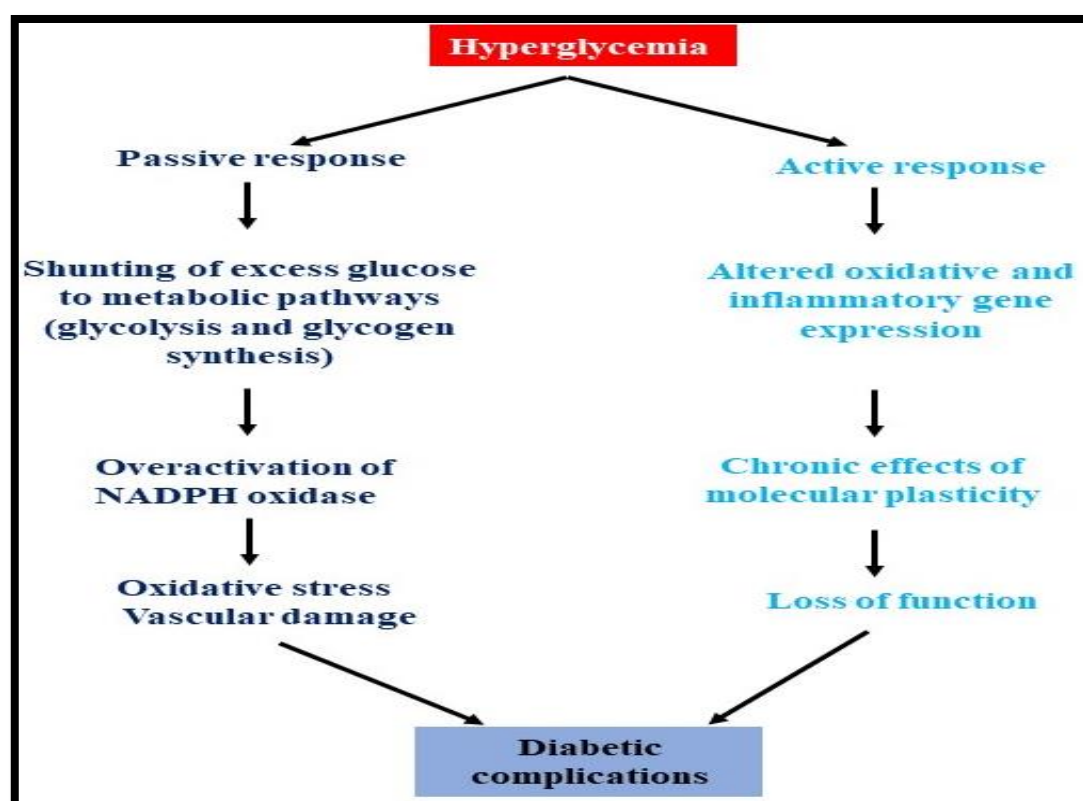 Hyperglycemia
Passive response
Shunting of excess glucose
to metabolic pathways
(glycolysis and glycogen
synthesis)
Overactivation of
NADPH oxidase
Oxidative stress
Vascular damage
Active response
Altered oxidative and
inflammatory gene
expression
Chronic effects of
molecular plasticity
Loss of function
Diabetic
complications